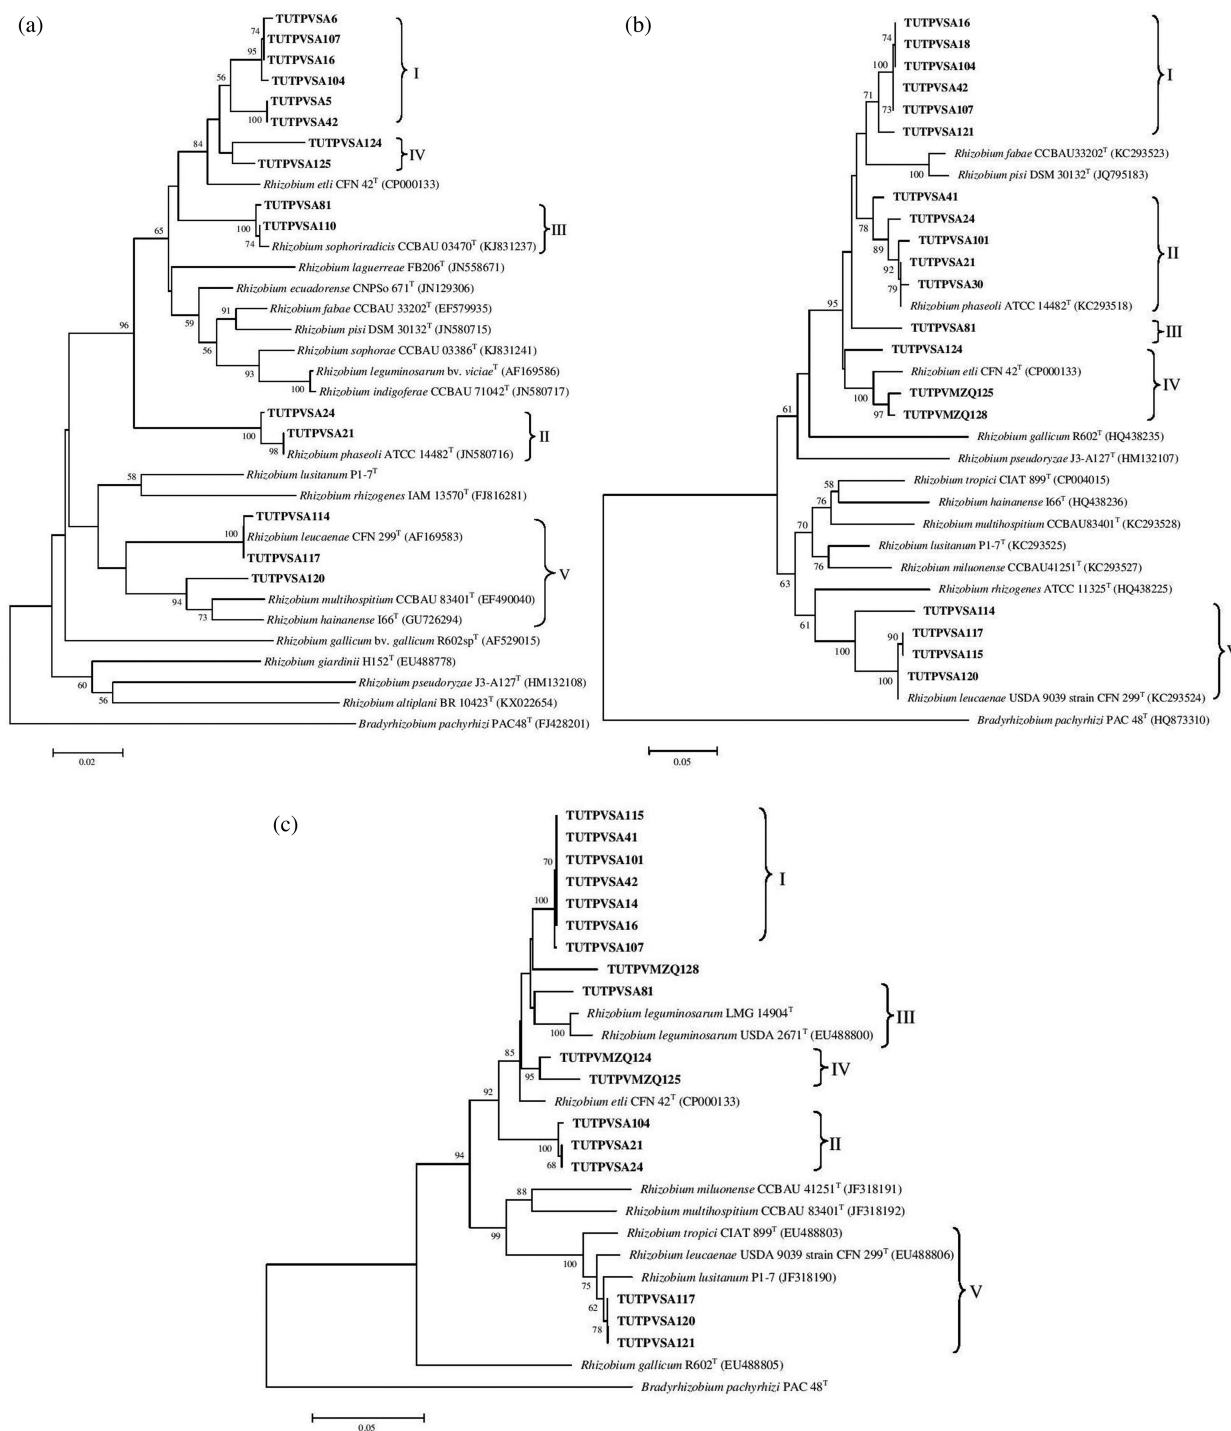 (a)
TUTPVSA6
74
TUTPVSA107
95
TUTPVSA16
I
56
TUTPVSA104
TUTPVSA5
100
TUTPVSA42
84
TUTPVSA124
IV
TUTPVSA125
Rhizobium etli CFN 42T (CP000133)
TUTPVSA81
65
100
TUTPVSA110
III
74
Rhizobium sophoriradicis CCBAU 03470T (KJ831237)
Rhizobium laguerreae FB206T (JN558671)
Rhizobium ecuadorense CNPSo 671T (JN129306)
91
Rhizobium fabae CCBAU 33202T (EF579935)
96
59
Rhizobium pisi DSM 30132T (JN580715)
56
Rhizobium sophorae CCBAU 03386T (KJ831241)
93
Rhizobium leguminosarum bv. viciaeT (AF169586)
100
Rhizobium indigoferae CCBAU 71042T (JN580717)
TUTPVSA24
100
TUTPVSA21
II
98
Rhizobium phaseoli ATCC 14482T (JN580716)
58
Rhizobium lusitanum P1-7T
Rhizobium rhizogenes IAM 13570T (FJ816281)
TUTPVSA114
100
Rhizobium leucaenae CFN 299T (AF169583)
TUTPVSA117
V
TUTPVSA120
94
Rhizobium multihospitium CCBAU 83401T (EF490040)
73
Rhizobium hainanense I66T (GU726294)
Rhizobium gallicum bv. gallicum R602spT (AF529015)
Rhizobium giardinii H152T (EU488778)
60
Rhizobium pseudoryzae J3-A127T (HM132108)
56
Rhizobium altiplani BR 10423T (KX022654)
Bradyrhizobium pachyrhizi PAC48T (FJ428201)
0.02
(b)
TUTPVSA16
74
TUTPVSA18
100
TUTPVSA104
I
71
TUTPVSA42
73
TUTPVSA107
TUTPVSA121
Rhizobium fabae CCBAU33202T (KC293523)
100
Rhizobium pisi DSM 30132T (JQ795183)
TUTPVSA41
78
TUTPVSA24
89
TUTPVSA101
II
92
TUTPVSA21
79
TUTPVSA30
95
Rhizobium phaseoli ATCC 14482T (KC293518)
TUTPVSA81
III
TUTPVSA124
Rhizobium etli CFN 42T (CP000133)
100
TUTPVMZQ125
IV
61
97
TUTPVMZQ128
Rhizobium gallicum R602T (HQ438235)
Rhizobium pseudoryzae J3-A127T (HM132107)
58
Rhizobium tropici CIAT 899T (CP004015)
76
Rhizobium hainanense I66T (HQ438236)
70
Rhizobium multihospitium CCBAU83401T (KC293528)
Rhizobium lusitanum P1-7T (KC293525)
76
Rhizobium miluonense CCBAU41251T (KC293527)
63
Rhizobium rhizogenes ATCC 11325T (HQ438225)
61
TUTPVSA114
90
TUTPVSA117
100
TUTPVSA115
100
TUTPVSA120
Rhizobium leucaenae USDA 9039 strain CFN 299T (KC293524)
Bradyrhizobium pachyrhizi PAC 48T (HQ873310)
0.05
(c)
TUTPVSA115
TUTPVSA41
70
TUTPVSA101
100
TUTPVSA42
I
TUTPVSA14
TUTPVSA16
TUTPVSA107
TUTPVMZQ128
TUTPVSA81
Rhizobium leguminosarum LMG 14904T
III
100
Rhizobium leguminosarum USDA 2671T (EU488800)
85
TUTPVMZQ124
IV
95
TUTPVMZQ125
92
Rhizobium etli CFN 42T (CP000133)
TUTPVSA104
100
TUTPVSA21
II
94
68
TUTPVSA24
88
Rhizobium miluonense CCBAU 41251T (JF318191)
Rhizobium multihospitium CCBAU 83401T (JF318192)
99
Rhizobium tropici CIAT 899T (EU488803)
100
Rhizobium leucaenae USDA 9039 strain CFN 299T (EU488806)
75
Rhizobium lusitanum P1-7 (JF318190)
V
62
TUTPVSA117
78
TUTPVSA120
TUTPVSA121
Rhizobium gallicum R602T (EU488805)
Bradyrhizobium pachyrhizi PAC 48T
0.05